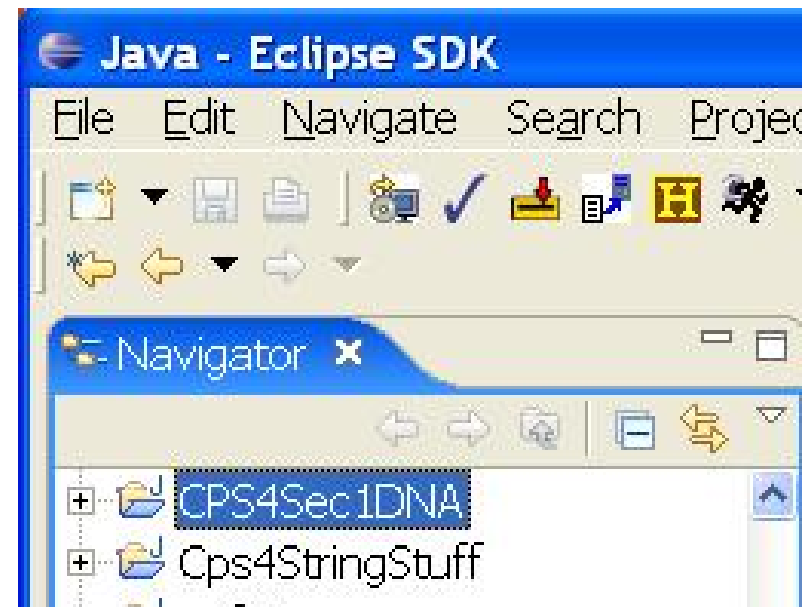 Java - Eclipse SDK
File Edit Navigate Search Projec
H
Navigator
CPS4Sec1DNA
Cps4StringStuff